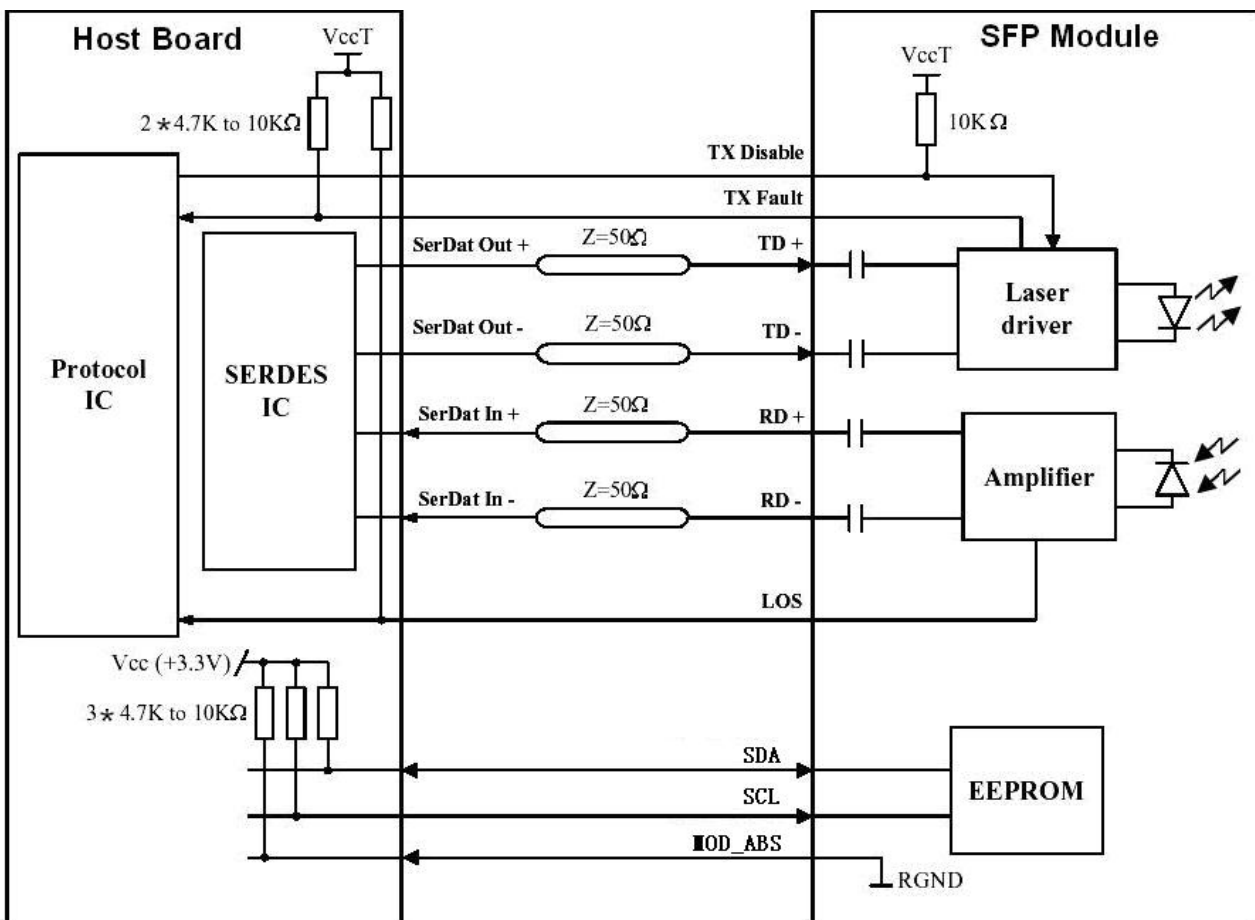 Host Board
SFP Module
VccT
VccT
2*4.7K to 10KΩ
10KΩ
TX Disable
TX Fault
SerDat Out +
Z=50Ω
TD +
SerDat Out -
Z=50Ω
TD -
Laser
driver
Protocol
IC
SERDES
IC
SerDat In +
Z=50Ω
RD +
SerDat In -
Z=50Ω
RD -
Amplifier
LOS
Vcc (+3.3V)
3*4.7K to 10KΩ
SDA
SCL
MOD_ABS
EEPROM
RGND